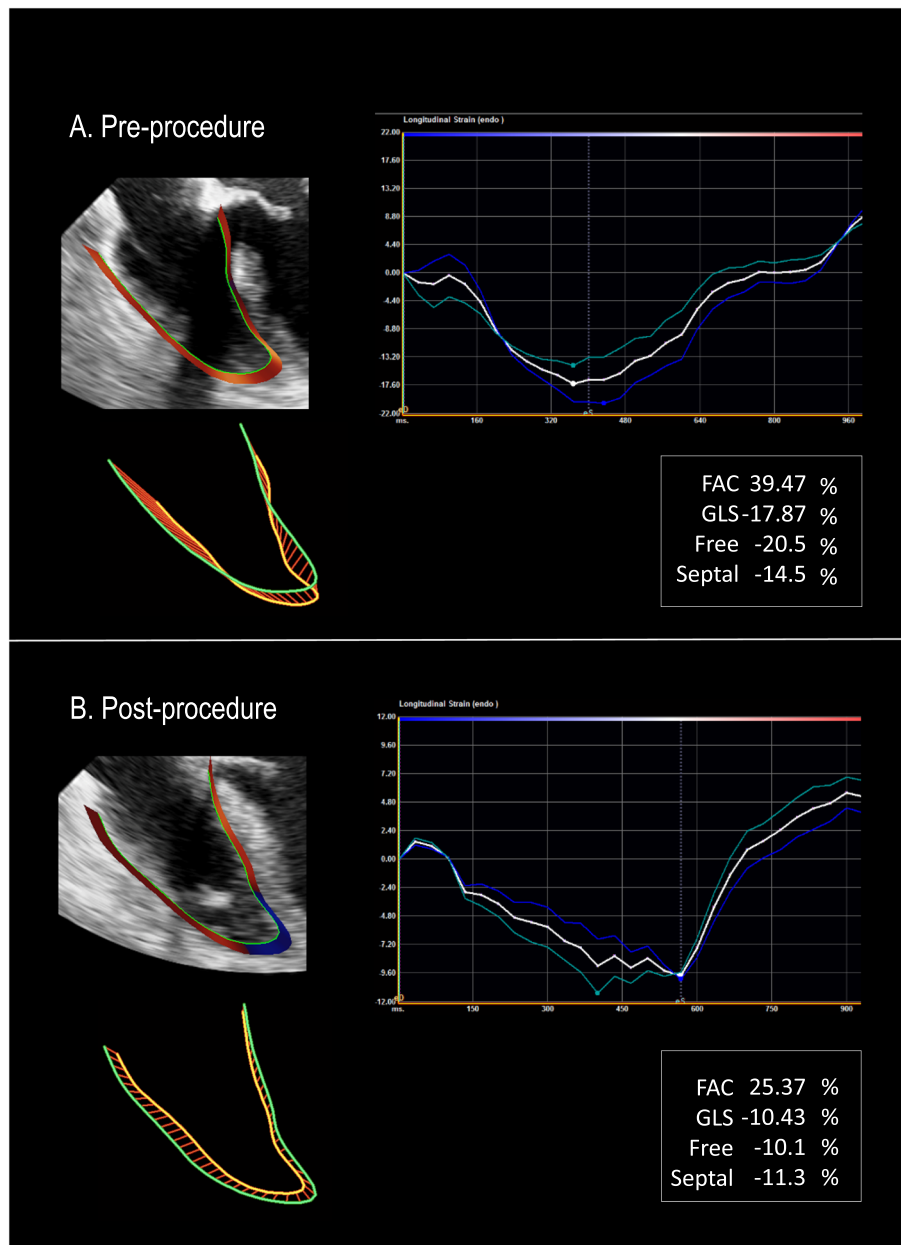 A. Pre-procedure
Longitudinal Strain (endo )
22.00
17.60
13.20
8.80
4.40
0.00
4.40
8.80
13.20
17.60
-22.00
eD
eS
ms. 160 320 480 640 800 960
FAC 39.47 %
GLS -17.87 %
Free -20.5 %
Septal -14.5 %
B. Post-procedure
Longitudinal Strain (endo )
12.00
9.60
7.20
4.80
2.40
0.00
2.40
4.80
7.20
9.60
-12.00
eD
eS
ms. 150 300 450 600 750 900
FAC 25.37 %
GLS -10.43 %
Free -10.1 %
Septal -11.3 %